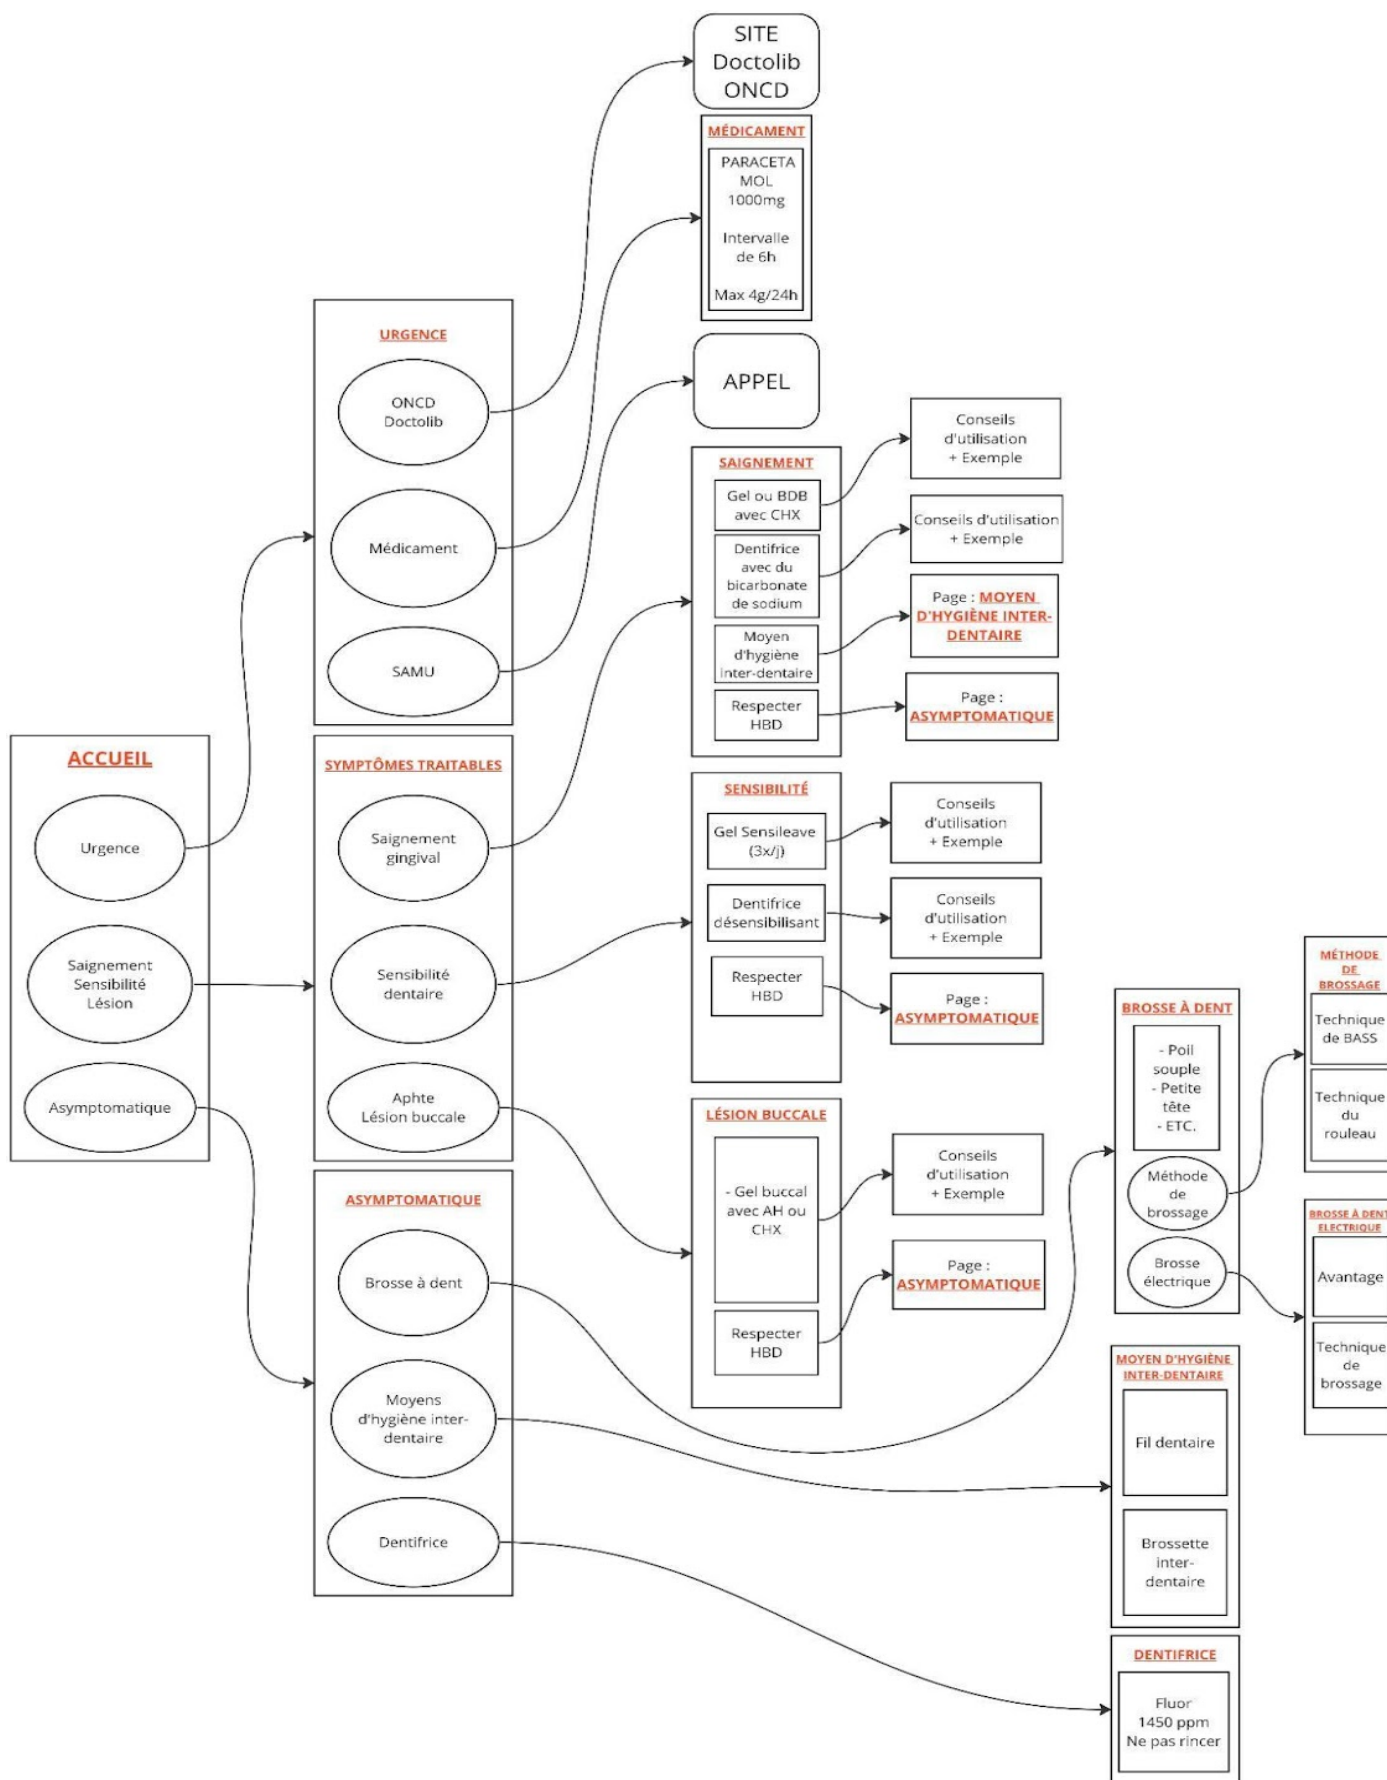 ACCUEIL
Urgence
Saignement
Sensibilité
Lésion
Asymptomatique
URGENCE
ONCD
Doctolib
Médicament
SAMU
SYMPTÔMES TRAITABLES
Saignement
gingival
Sensibilité
dentaire
Aphte
Lésion buccale
ASYMPTOMATIQUE
Brosse à dent
Moyens
d'hygiène inter-
dentaire
Dentifrice
SITE
Doctolib
ONCD
MÉDICAMENT
PARACETA
MOL
1000mg
Intervalle
de 6h
Max 4g/24h
APPEL
SAIGNEMENT
Gel ou BDB
avec CHX
Dentifrice
avec du
bicarbonate
de sodium
Moyen
d'hygiène
inter-dentaire
Respecter
HBD
Conseils
d'utilisation
+ Exemple
Conseils d'utilisation
+ Exemple
Page : MOYEN
D'HYGIÈNE INTER-
DENTAIRE
Page :
ASYMPTOMATIQUE
SENSIBILITÉ
Gel Sensileave
(3x/j)
Dentifrice
désensibilisant
Respecter
HBD
Conseils
d'utilisation
+ Exemple
Conseils
d'utilisation
+ Exemple
Page :
ASYMPTOMATIQUE
LÉSION BUCCALE
- Gel buccal
avec AH ou
CHX
Respecter
HBD
Conseils
d'utilisation
+ Exemple
Page :
ASYMPTOMATIQUE
BROSSE À DENT
- Poil
souple
- Petite
tête
- ETC.
Méthode
de
brossage
Brosse
électrique
MOYEN D'HYGIÈNE
INTER-DENTAIRE
Fil dentaire
Brossette
inter-
dentaire
DENTIFRICE
Fluor
1450 ppm
Ne pas rincer
MÉTHODE
DE
BROSSAGE
Technique
de BASS
Technique
du
rouleau
BROSSE À DENT
ELECTRIQUE
Avantage
Technique
de
brossage